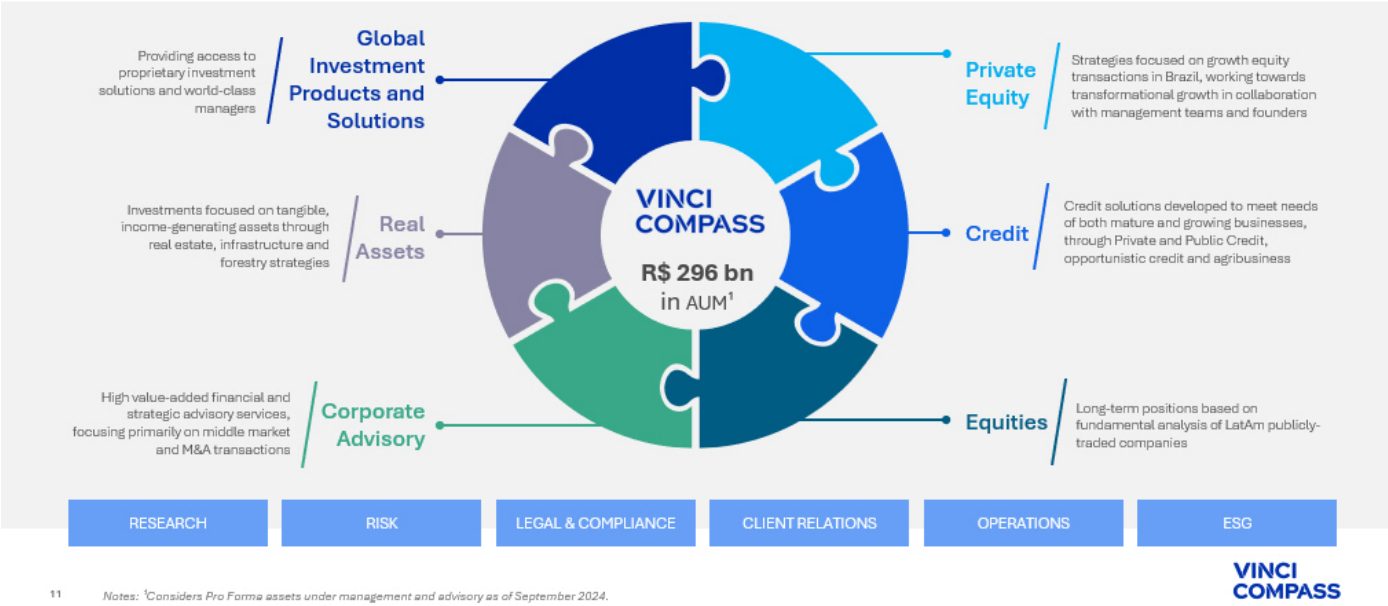 Global
Investment
Products and
Solutions
Providing access to
proprietary investment
solutions and world-class
managers
Private
Equity
Strategies focused on growth equity
transactions in Brazil, working towards
transformational growth in collaboration
with management teams and founders
Real
Assets
Investments focused on tangible,
income-generating assets through
real estate, infrastructure and
forestry strategies
VINCI
COMPASS
R$ 296 bn
in AUM¹
Credit
Credit solutions developed to meet needs
of both mature and growing businesses,
through Private and Public Credit,
opportunistic credit and agribusiness
Corporate
Advisory
High value-added financial and
strategic advisory services,
focusing primarily on middle market
and M&A transactions
Equities
Long-term positions based on
fundamental analysis of LatAm publicly-
traded companies
RESEARCH
RISK
LEGAL & COMPLIANCE
CLIENT RELATIONS
OPERATIONS
ESG
11
Notes: ¹Considers Pro Forma assets under management and advisory as of September 2024.
VINCI
COMPASS